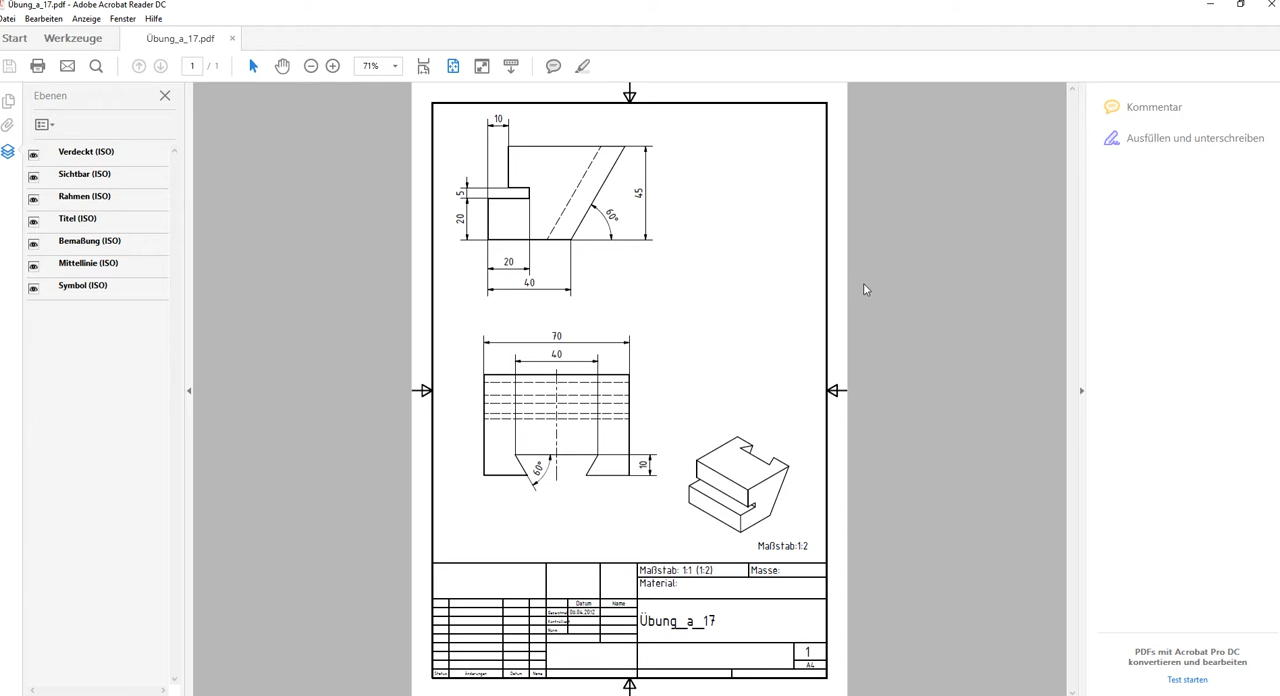 Übung_a_17.pdf - Adobe Acrobat Reader DC
Datei Bearbeiten Anzeige Fenster Hilfe
Start Werkzeuge Übung_a_17.pdf ×
1 / 1 71%
Ebenen
Verdeckt (ISO)
Sichtbar (ISO)
Rahmen (ISO)
Titel (ISO)
Bemaßung (ISO)
Mittellinie (ISO)
Symbol (ISO)
10
5
20
45
60°
20
40
70
40
60°
10
Maßstab:1:2
Maßstab: 1:1 (1:2) Masse:
Material:
Datum Name
06.04.2012
Norm
Übung_a_17
1
A4
Status Änderungen Datum Name
Kommentar
Ausfüllen und unterschreiben
PDFs mit Acrobat Pro DC
konvertieren und bearbeiten
Test starten